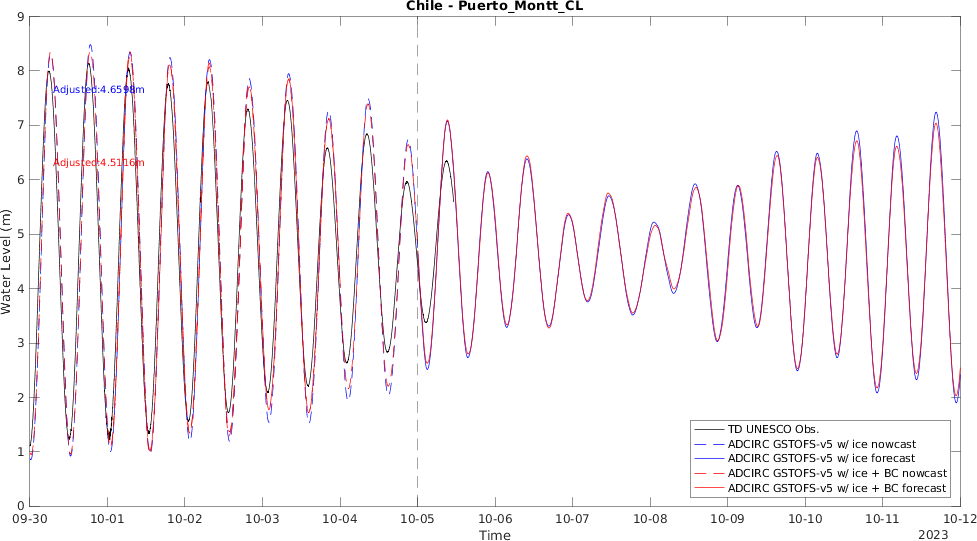 Chile - Puerto_Montt_CL
9
8
7
6
5
4
3
2
1
0
Water Level (m)
Adjusted:4.6598m
Adjusted:4.5116m
TD UNESCO Obs.
ADCIRC GSTOFS-v5 w/ ice nowcast
ADCIRC GSTOFS-v5 w/ ice forecast
ADCIRC GSTOFS-v5 w/ ice + BC nowcast
ADCIRC GSTOFS-v5 w/ ice + BC forecast
09-30 10-01 10-02 10-03 10-04 10-05 10-06 10-07 10-08 10-09 10-10 10-11 10-12
Time
2023